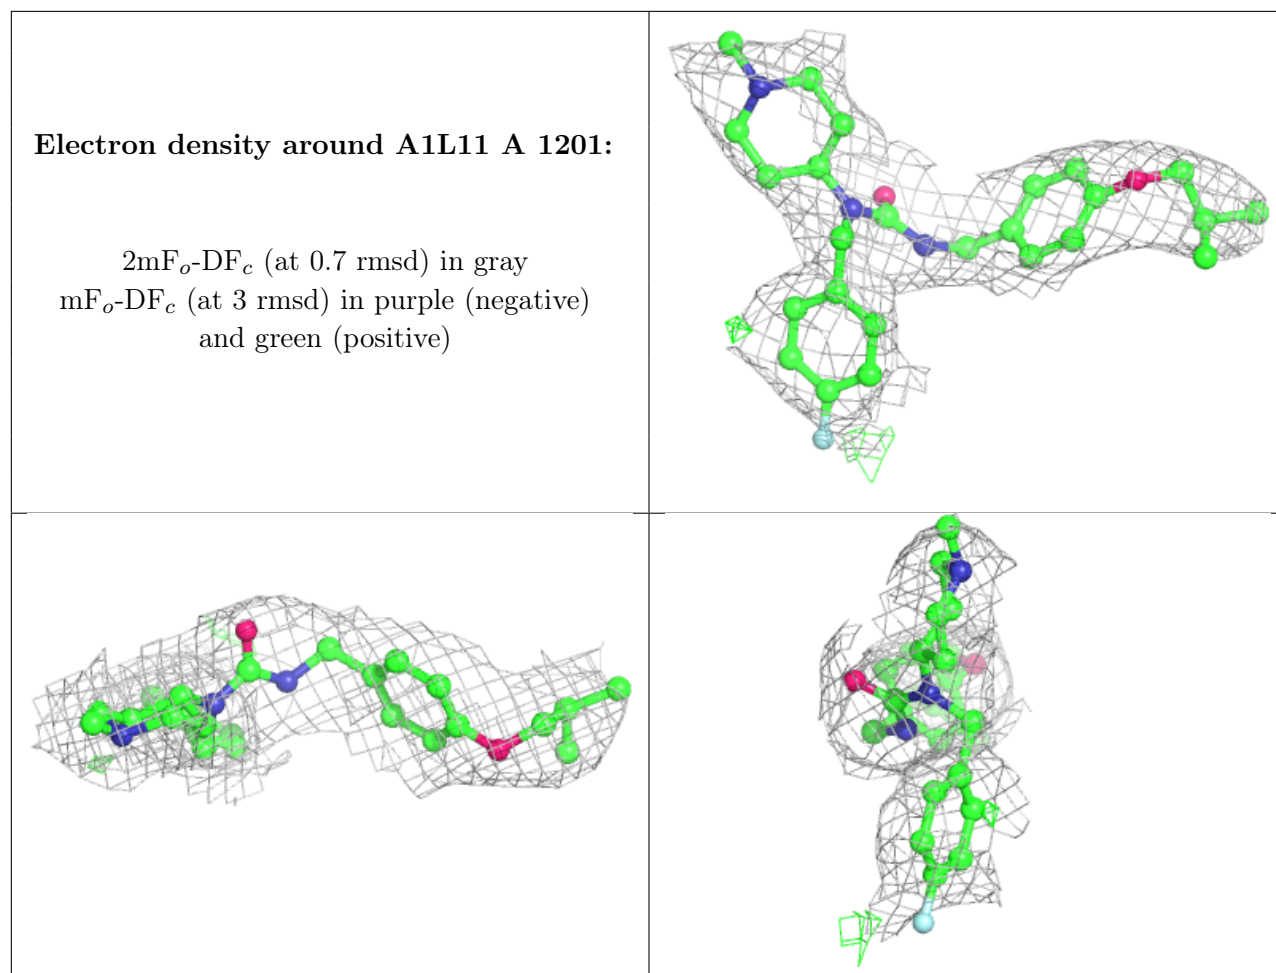 Electron density around A1L11 A 1201:
2mFₒ-DF𝒸 (at 0.7 rmsd) in gray
mFₒ-DF𝒸 (at 3 rmsd) in purple (negative)
and green (positive)